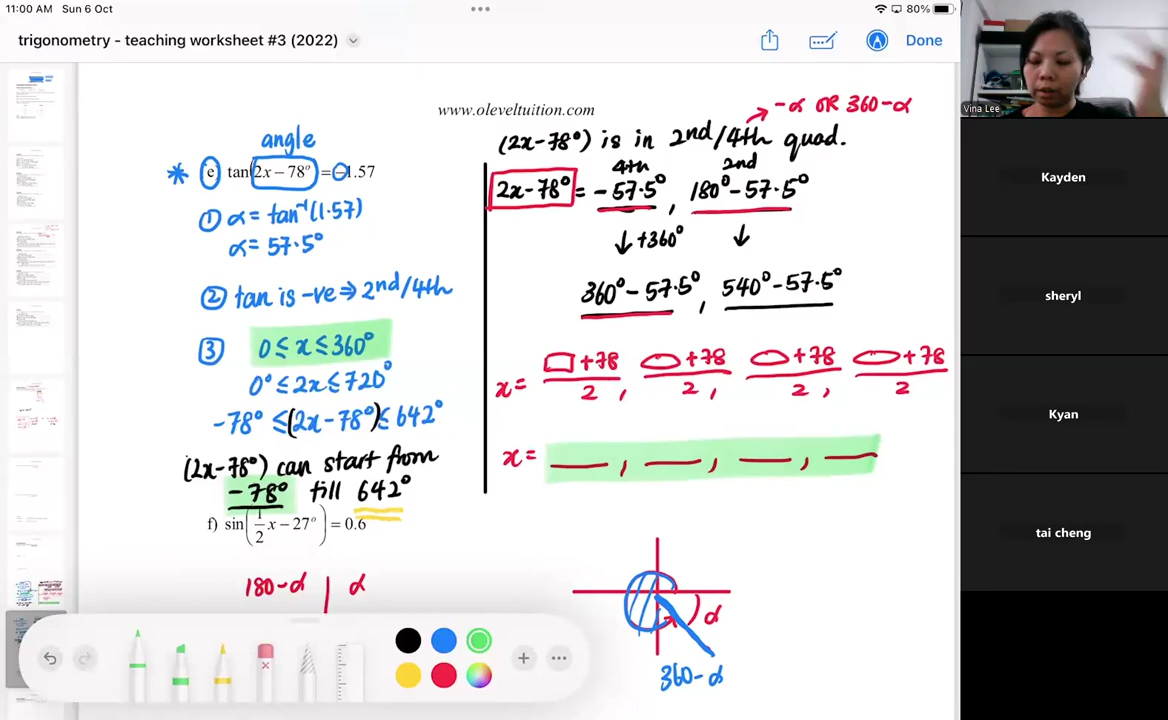 11:00 AM Sun 6 Oct
80%
trigonometry - teaching worksheet #3 (2022)
Done
www.oleveltuition.com
angle
* e) tan(2x − 78° = −1.57
① α = tan⁻¹(1.57)
α = 57.5°
② tan is -ve ⇒ 2nd/4th
③ 0 ≤ x ≤ 360°
0° ≤ 2x ≤ 720°
-78° ≤ (2x - 78°) ≤ 642°
(2x-78°) can start from
-78° till 642°
f) sin(1/2 x − 27°) = 0.6
180-α | α
→ -α OR 360-α
(2x-78°) is in 2nd/4th quad.
4th 2nd
2x-78° = -57.5°, 180°-57.5°
↓ +360° ↓
360°-57.5°, 540°-57.5°
x = +78/2, +78/2, +78/2, +78/2
x = __, __, __, __
α
360-α
Vina Lee
Kayden
sheryl
Kyan
tai cheng